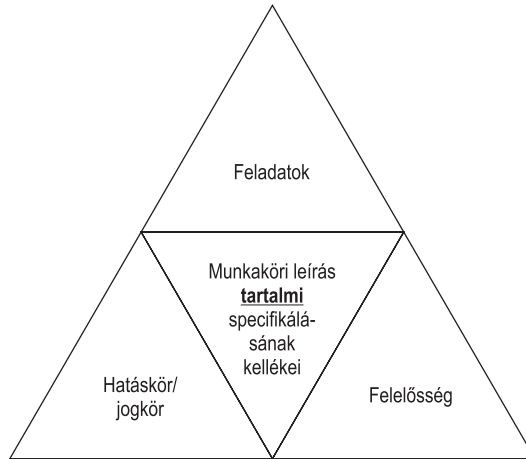 Feladatok
Munkaköri leírás
tartalmi
specifikálá-
sának
kellékei
Hatáskör/
jogkör
Felelősség